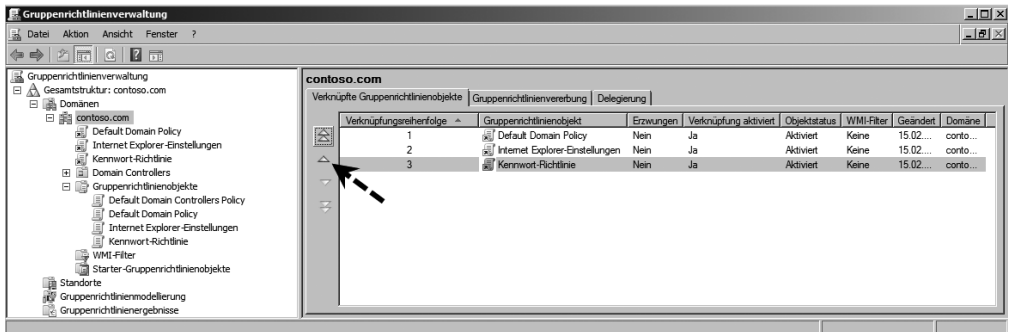 Gruppenrichtlinienverwaltung
Datei Aktion Ansicht Fenster ?
Gruppenrichtlinienverwaltung
Gesamtstruktur: contoso.com
Domänen
contoso.com
Default Domain Policy
Internet Explorer-Einstellungen
Kennwort-Richtlinie
Domain Controllers
Gruppenrichtlinienobjekte
Default Domain Controllers Policy
Default Domain Policy
Internet Explorer-Einstellungen
Kennwort-Richtlinie
WMI-Filter
Starter-Gruppenrichtlinienobjekte
Standorte
Gruppenrichtlinienmodellierung
Gruppenrichtlinienergebnisse
contoso.com
Verknüpfte Gruppenrichtlinienobjekte Gruppenrichtlinienvererbung Delegierung
Verknüpfungsreihenfolge Gruppenrichtlinienobjekt Erzwungen Verknüpfung aktiviert Objektstatus WMI-Filter Geändert Domäne
1 Default Domain Policy Nein Ja Aktiviert Keine 15.02.... conto...
2 Internet Explorer-Einstellungen Nein Ja Aktiviert Keine 15.02.... conto...
3 Kennwort-Richtlinie Nein Ja Aktiviert Keine 15.02.... conto...